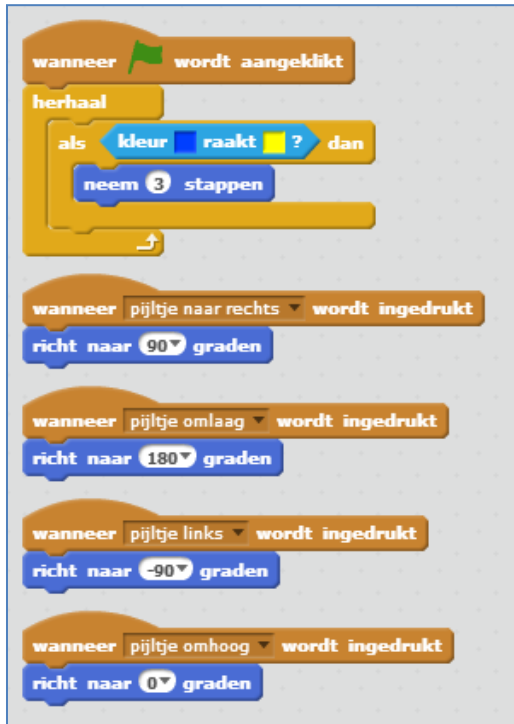 wanneer wordt aangeklikt
herhaal
als kleur raakt ? dan
neem 3 stappen
wanneer pijltje naar rechts wordt ingedrukt
richt naar 90 graden
wanneer pijltje omlaag wordt ingedrukt
richt naar 180 graden
wanneer pijltje links wordt ingedrukt
richt naar -90 graden
wanneer pijltje omhoog wordt ingedrukt
richt naar 0 graden